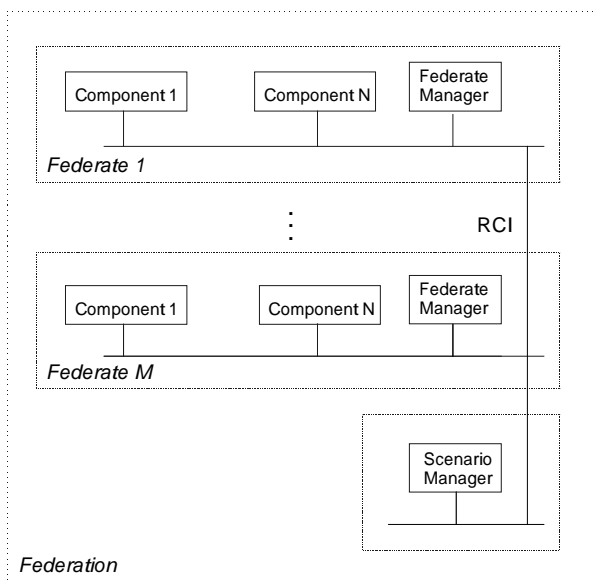 Component 1
Component N
Federate
Manager
Federate 1
RCI
Component 1
Component N
Federate
Manager
Federate M
Scenario
Manager
Federation